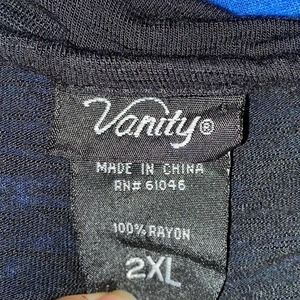 Vanity®
MADE IN CHINA
RN# 61046
100% RAYON
2XL